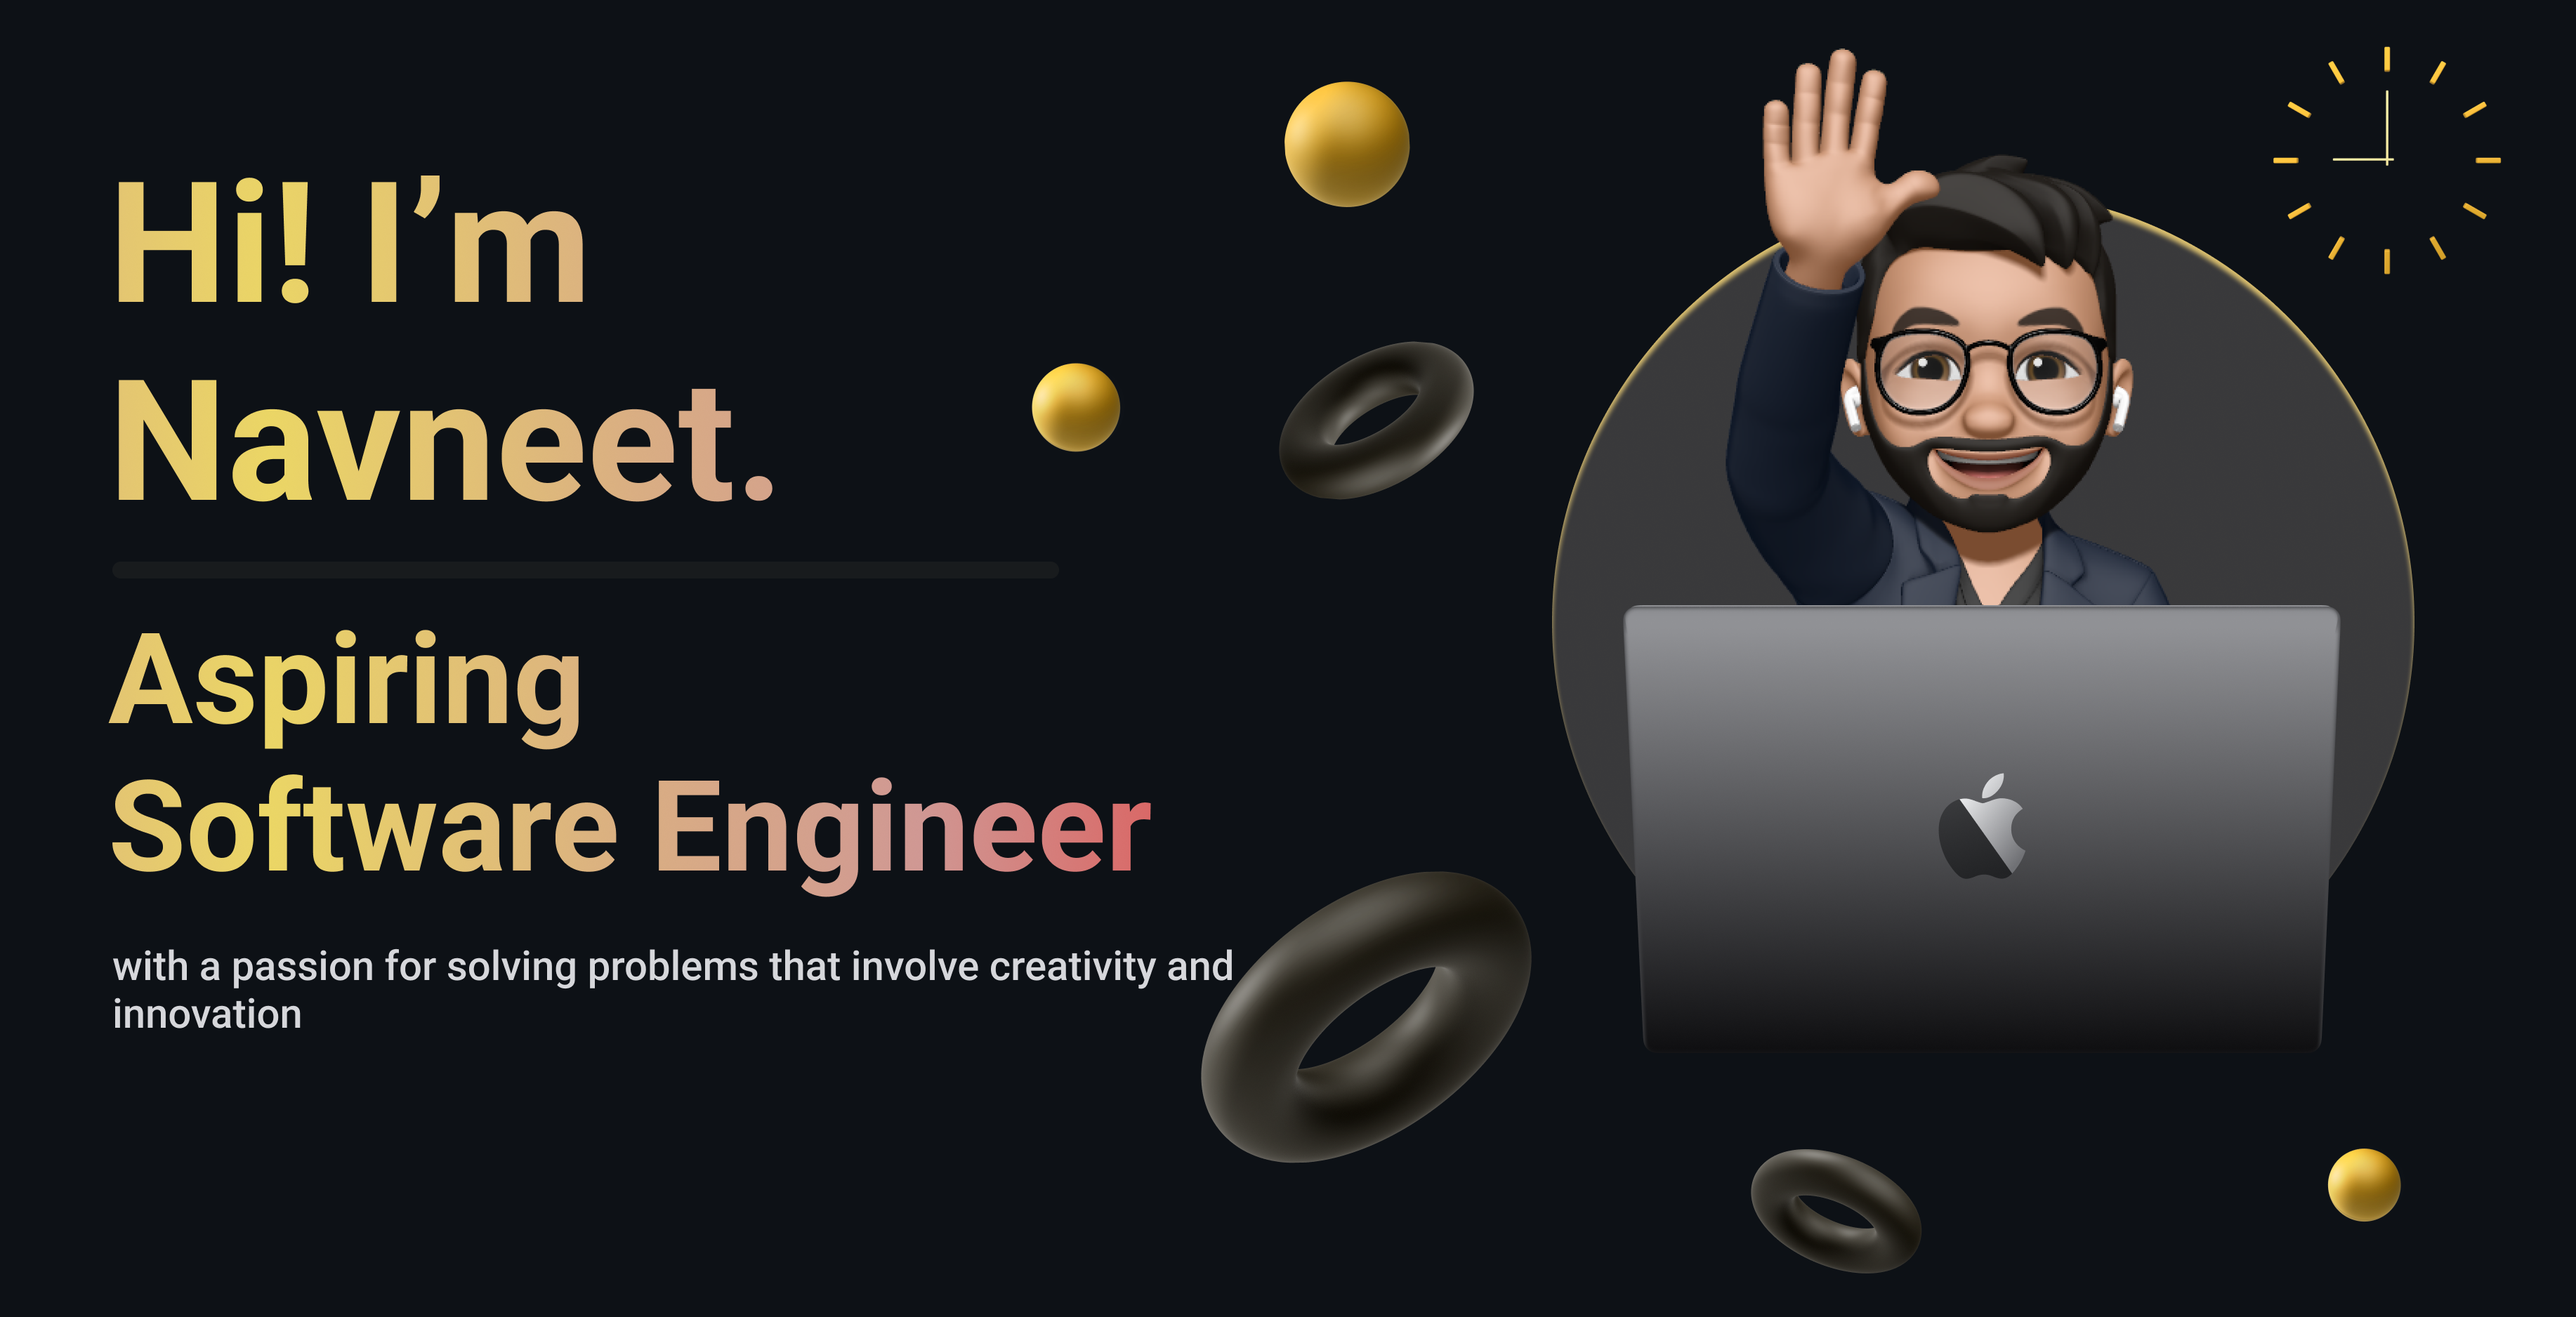 Hi! I’m
Navneet.
Aspiring
Software Engineer
with a passion for solving problems that involve creativity and
innovation